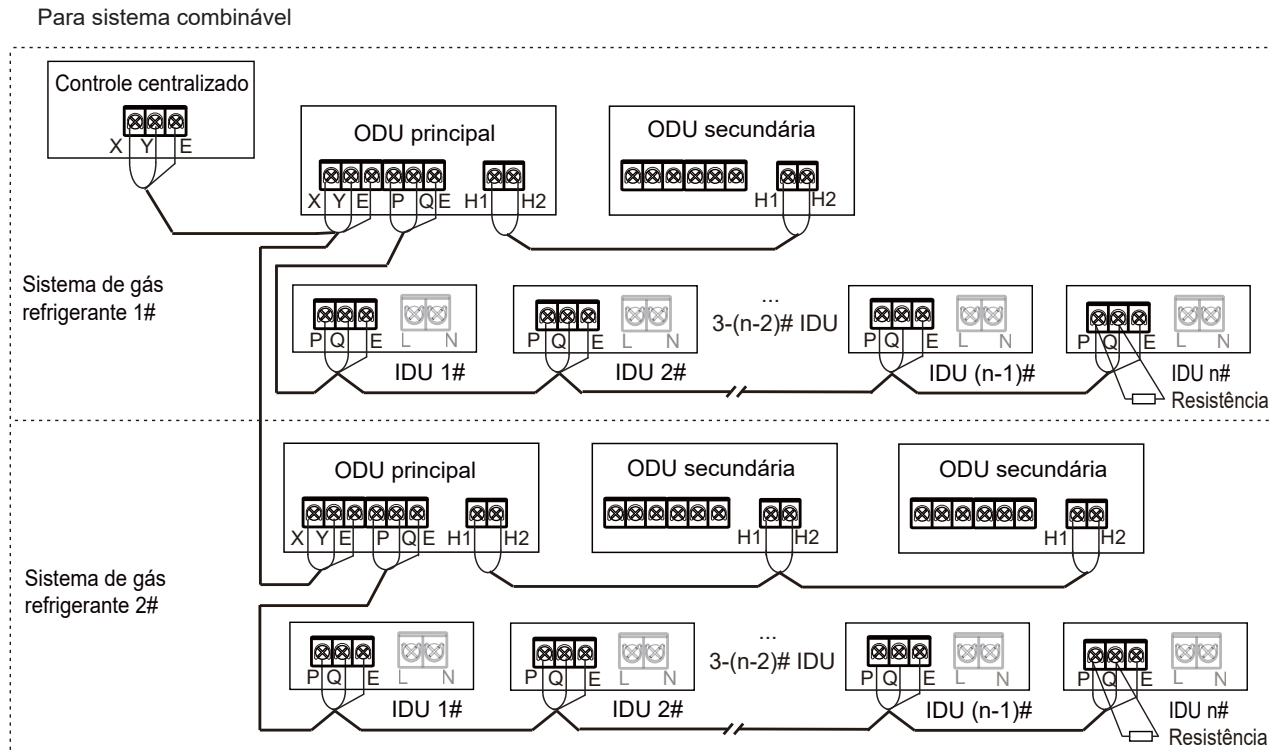 Para sistema combinável
Controle centralizado
X Y E
ODU principal
X Y E P Q E H1 H2
ODU secundária
H1 H2
Sistema de gás
refrigerante 1#
P Q E L N
IDU 1#
P Q E L N
IDU 2#
...
3-(n-2)# IDU
P Q E L N
IDU (n-1)#
P Q E L N
IDU n#
Resistência
ODU principal
X Y E P Q E H1 H2
ODU secundária
H1 H2
ODU secundária
H1 H2
Sistema de gás
refrigerante 2#
P Q E L N
IDU 1#
P Q E L N
IDU 2#
...
3-(n-2)# IDU
P Q E L N
IDU (n-1)#
P Q E L N
IDU n#
Resistência